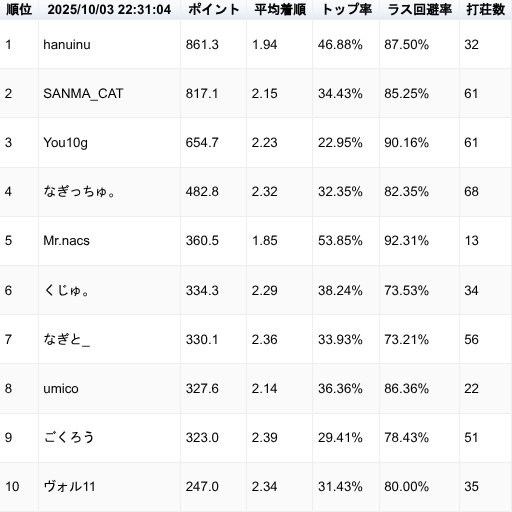 順位 2025/10/03 22:31:04 ポイント 平均着順 トップ率 ラス回避率 打荘数
1 hanuinu 861.3 1.94 46.88% 87.50% 32
2 SANMA_CAT 817.1 2.15 34.43% 85.25% 61
3 You10g 654.7 2.23 22.95% 90.16% 61
4 なぎっちゅ。 482.8 2.32 32.35% 82.35% 68
5 Mr.nacs 360.5 1.85 53.85% 92.31% 13
6 くじゅ。 334.3 2.29 38.24% 73.53% 34
7 なぎと_ 330.1 2.36 33.93% 73.21% 56
8 umico 327.6 2.14 36.36% 86.36% 22
9 ごくろう 323.0 2.39 29.41% 78.43% 51
10 ヴォル11 247.0 2.34 31.43% 80.00% 35